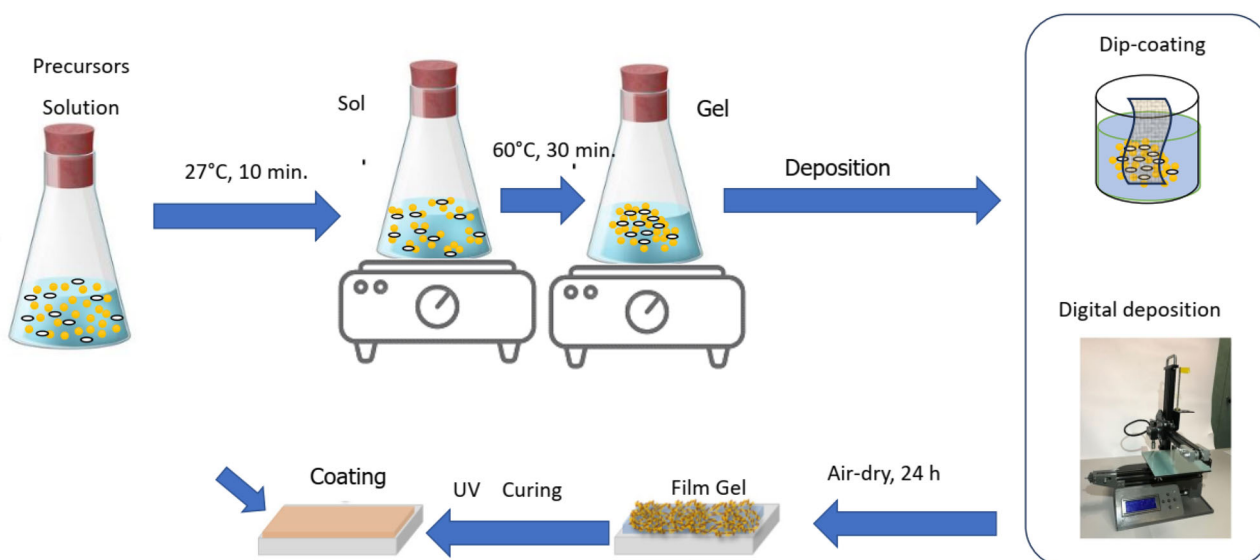 Precursors
Solution
27°C, 10 min.
Sol
60°C, 30 min.
Gel
Deposition
Dip-coating
Digital deposition
Air-dry, 24 h
Film Gel
UV Curing
Coating